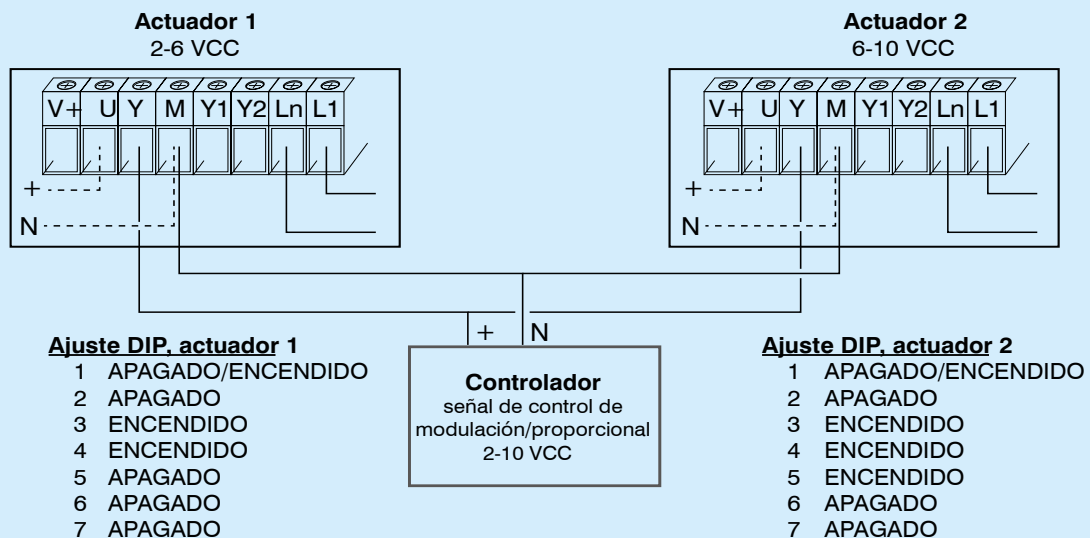 Actuador 1
2-6 VCC
V+ U Y M Y1 Y2 Ln L1
+
N
Actuador 2
6-10 VCC
V+ U Y M Y1 Y2 Ln L1
+
N
+ N
Controlador
señal de control de
modulación/proporcional
2-10 VCC
Ajuste DIP, actuador 1
1 APAGADO/ENCENDIDO
2 APAGADO
3 ENCENDIDO
4 ENCENDIDO
5 APAGADO
6 APAGADO
7 APAGADO
Ajuste DIP, actuador 2
1 APAGADO/ENCENDIDO
2 APAGADO
3 ENCENDIDO
4 ENCENDIDO
5 ENCENDIDO
6 APAGADO
7 APAGADO